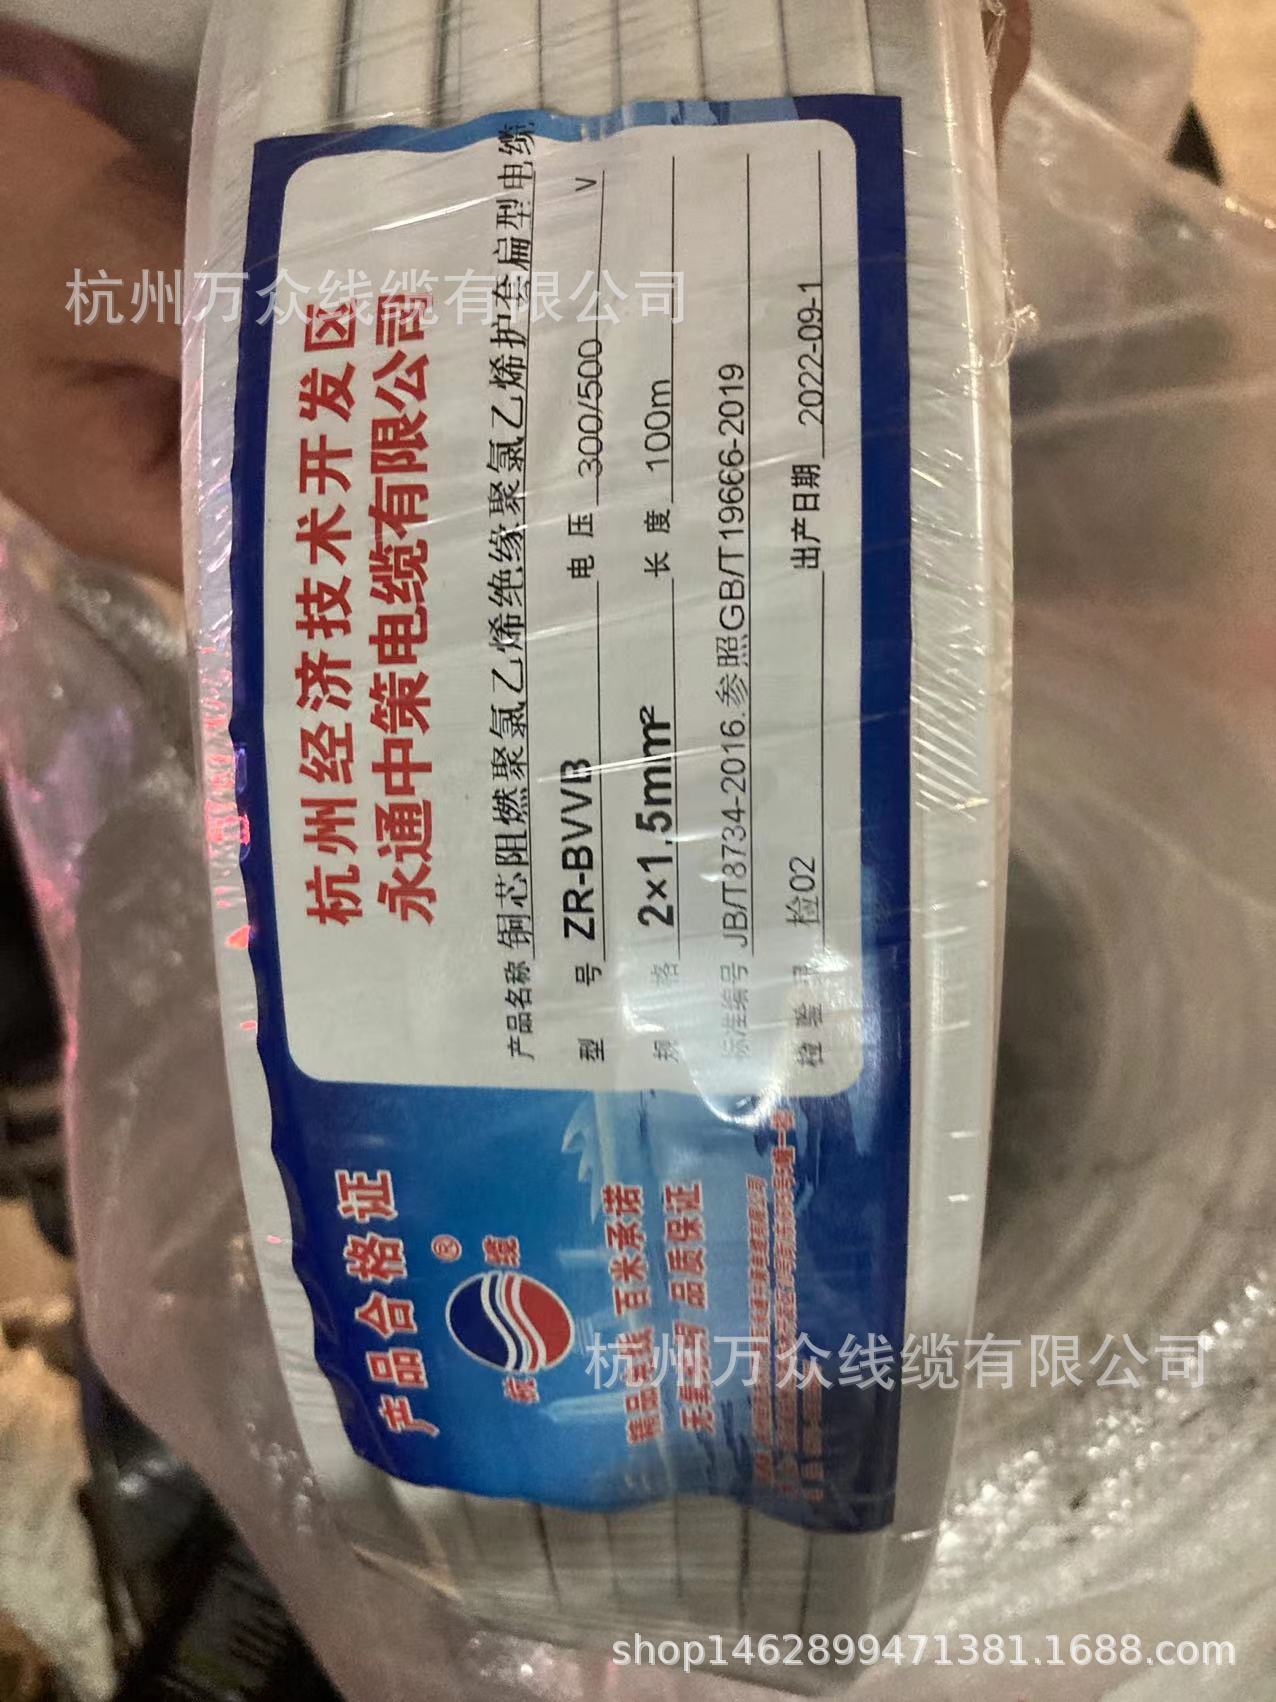 杭州经济技术开发区
永通中策电缆有限公司
产品名称 铜芯阻燃聚氯乙烯绝缘聚氯乙烯护套扁型电缆
型 号 ZR-BVVB 电 压 300/500 V
规 格 2×1.5mm² 长 度 100m
标准编号 JB/T8734-2016.参照GB/T19666-2019
检 验 检02 出产日期 2022-09-1
产品合格证
®
杭 缆
精品 线 百米承诺
无氧 品质保证
杭州万众线缆有限公司
杭州万众线缆有限公司
shop1462899471381.1688.com